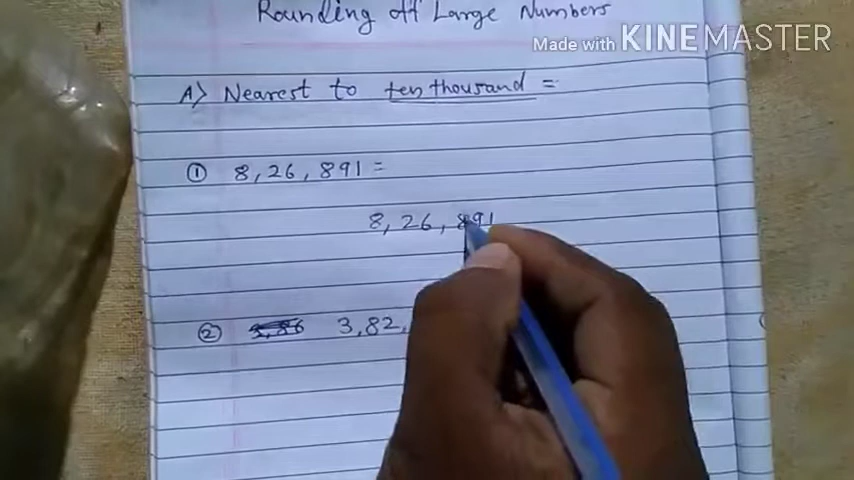 Rounding off Large Numbers
Made with KINEMASTER
A> Nearest to ten thousand =
① 8,26,891 =
8,26,891
② 3,82,